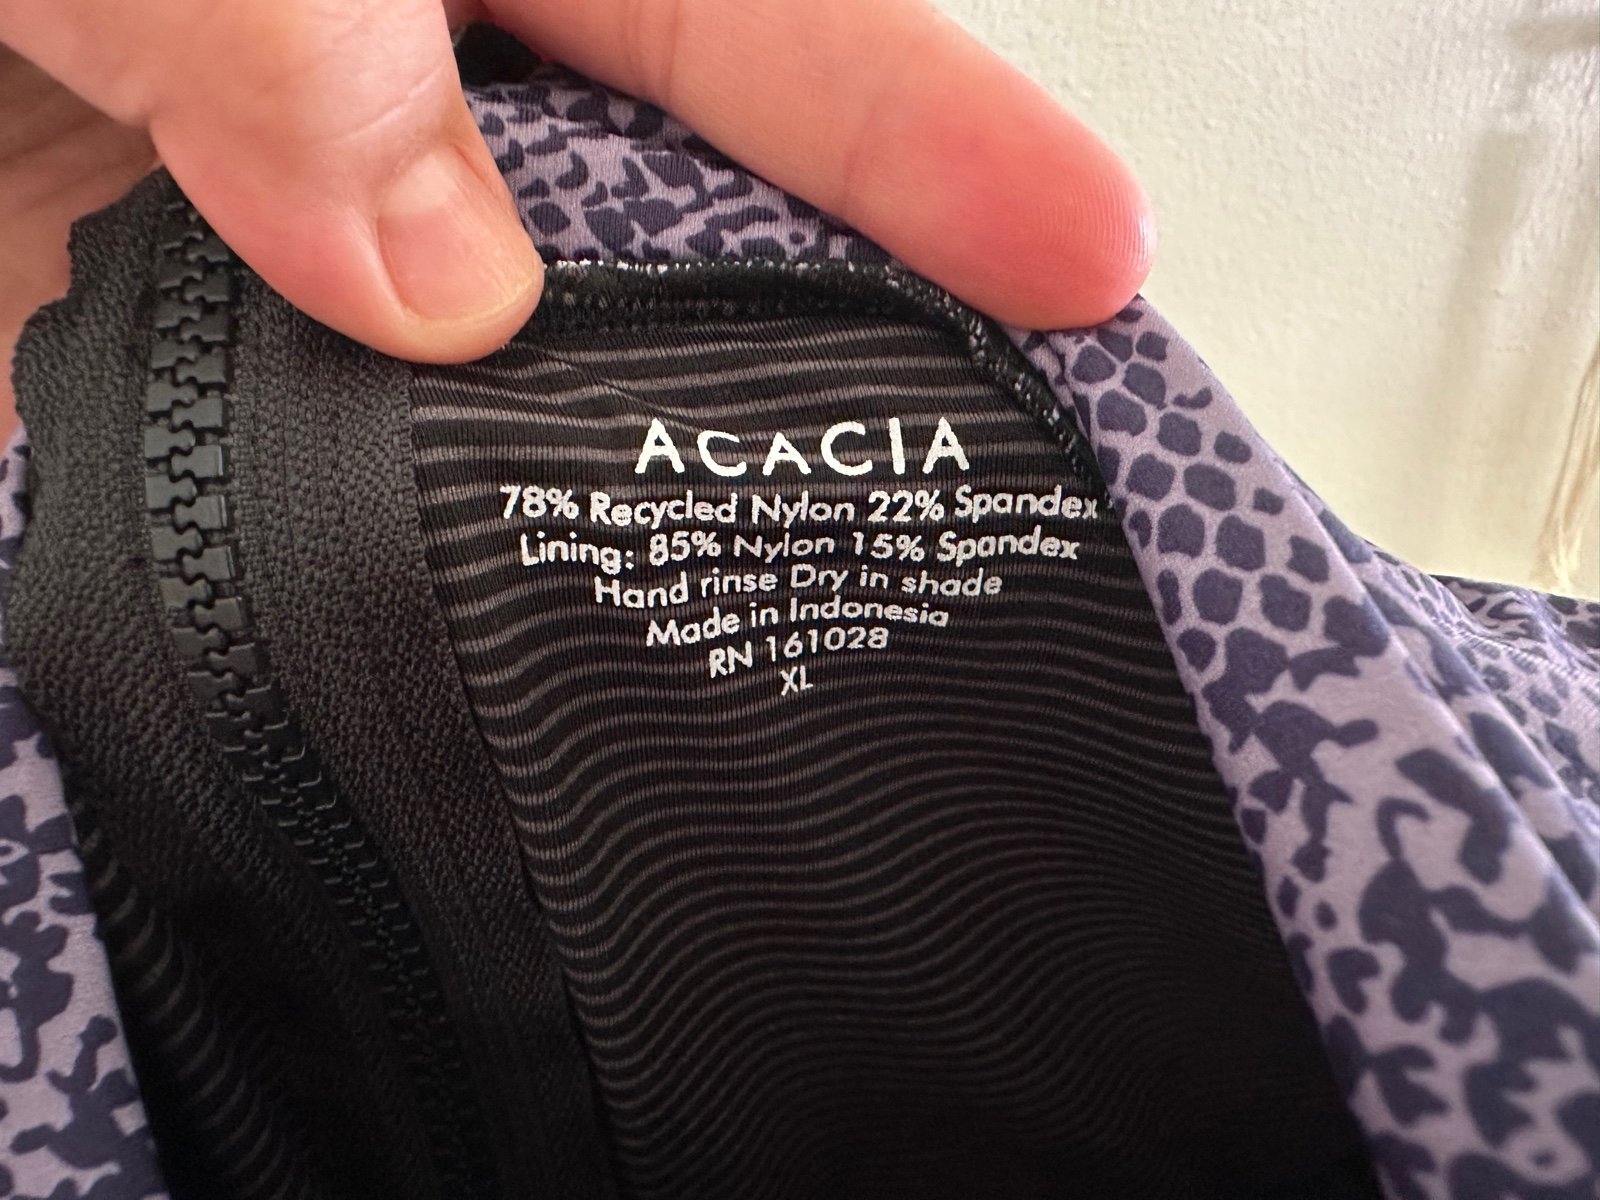 ACACIA
78% Recycled Nylon 22% Spandex
Lining: 85% Nylon 15% Spandex
Hand rinse Dry in shade
Made in Indonesia
RN 161028
XL